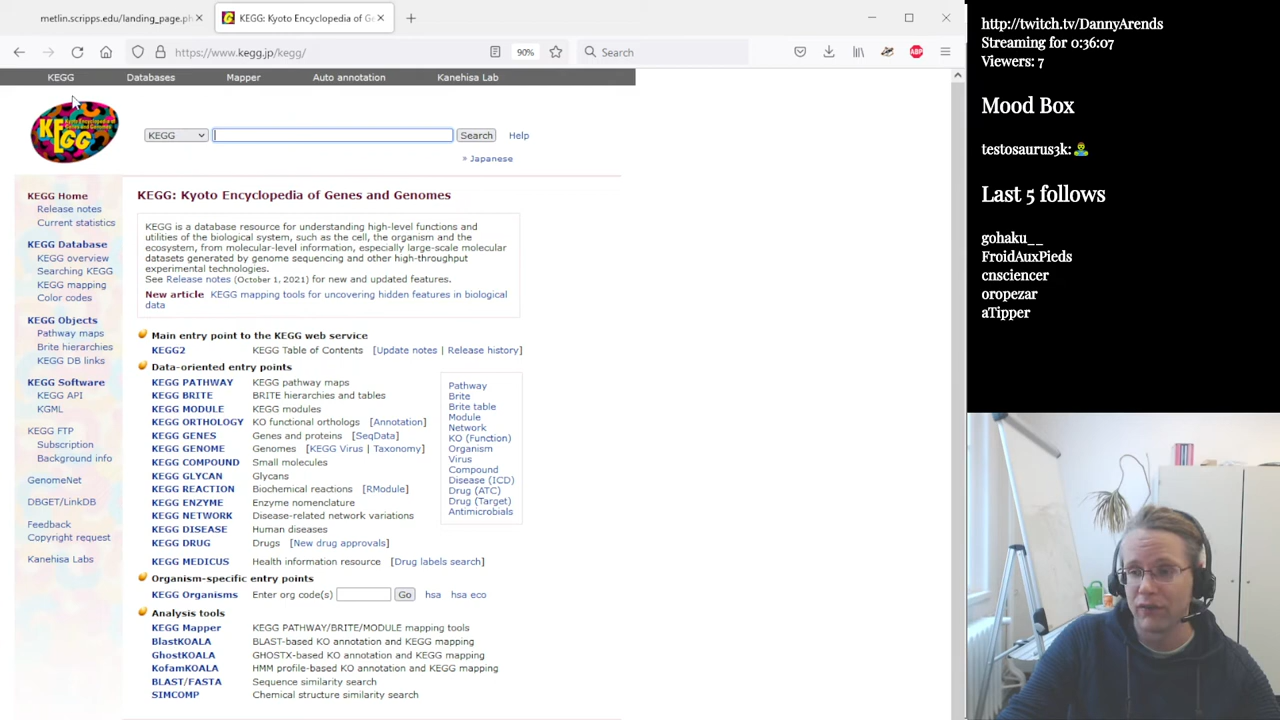 metlin.scripps.edu/landing_page.ph
KEGG: Kyoto Encyclopedia of Ge
https://www.kegg.jp/kegg/
90%
Search
KEGG
Databases
Mapper
Auto annotation
Kanehisa Lab
KEGG
Search
Help
» Japanese
KEGG Home
Release notes
Current statistics
KEGG Database
KEGG overview
Searching KEGG
KEGG mapping
Color codes
KEGG Objects
Pathway maps
Brite hierarchies
KEGG DB links
KEGG Software
KEGG API
KGML
KEGG FTP
Subscription
Background info
GenomeNet
DBGET/LinkDB
Feedback
Copyright request
Kanehisa Labs
KEGG: Kyoto Encyclopedia of Genes and Genomes
KEGG is a database resource for understanding high-level functions and
utilities of the biological system, such as the cell, the organism and the
ecosystem, from molecular-level information, especially large-scale molecular
datasets generated by genome sequencing and other high-throughput
experimental technologies.
See Release notes (October 1, 2021) for new and updated features.
New article KEGG mapping tools for uncovering hidden features in biological
data
Main entry point to the KEGG web service
KEGG2 KEGG Table of Contents [Update notes | Release history]
Data-oriented entry points
KEGG PATHWAY KEGG pathway maps
KEGG BRITE BRITE hierarchies and tables
KEGG MODULE KEGG modules
KEGG ORTHOLOGY KO functional orthologs [Annotation]
KEGG GENES Genes and proteins [SeqData]
KEGG GENOME Genomes [KEGG Virus | Taxonomy]
KEGG COMPOUND Small molecules
KEGG GLYCAN Glycans
KEGG REACTION Biochemical reactions [RModule]
KEGG ENZYME Enzyme nomenclature
KEGG NETWORK Disease-related network variations
KEGG DISEASE Human diseases
KEGG DRUG Drugs [New drug approvals]
KEGG MEDICUS Health information resource [Drug labels search]
Pathway
Brite
Brite table
Module
Network
KO (Function)
Organism
Virus
Compound
Disease (ICD)
Drug (ATC)
Drug (Target)
Antimicrobials
Organism-specific entry points
KEGG Organisms Enter org code(s) Go hsa hsa eco
Analysis tools
KEGG Mapper KEGG PATHWAY/BRITE/MODULE mapping tools
BlastKOALA BLAST-based KO annotation and KEGG mapping
GhostKOALA GHOSTX-based KO annotation and KEGG mapping
KofamKOALA HMM profile-based KO annotation and KEGG mapping
BLAST/FASTA Sequence similarity search
SIMCOMP Chemical structure similarity search
http://twitch.tv/DannyArends
Streaming for 0:36:07
Viewers: 7
Mood Box
testosaurus3k:
Last 5 follows
gohaku__
FroidAuxPieds
cnsciencer
oropezar
aTipper